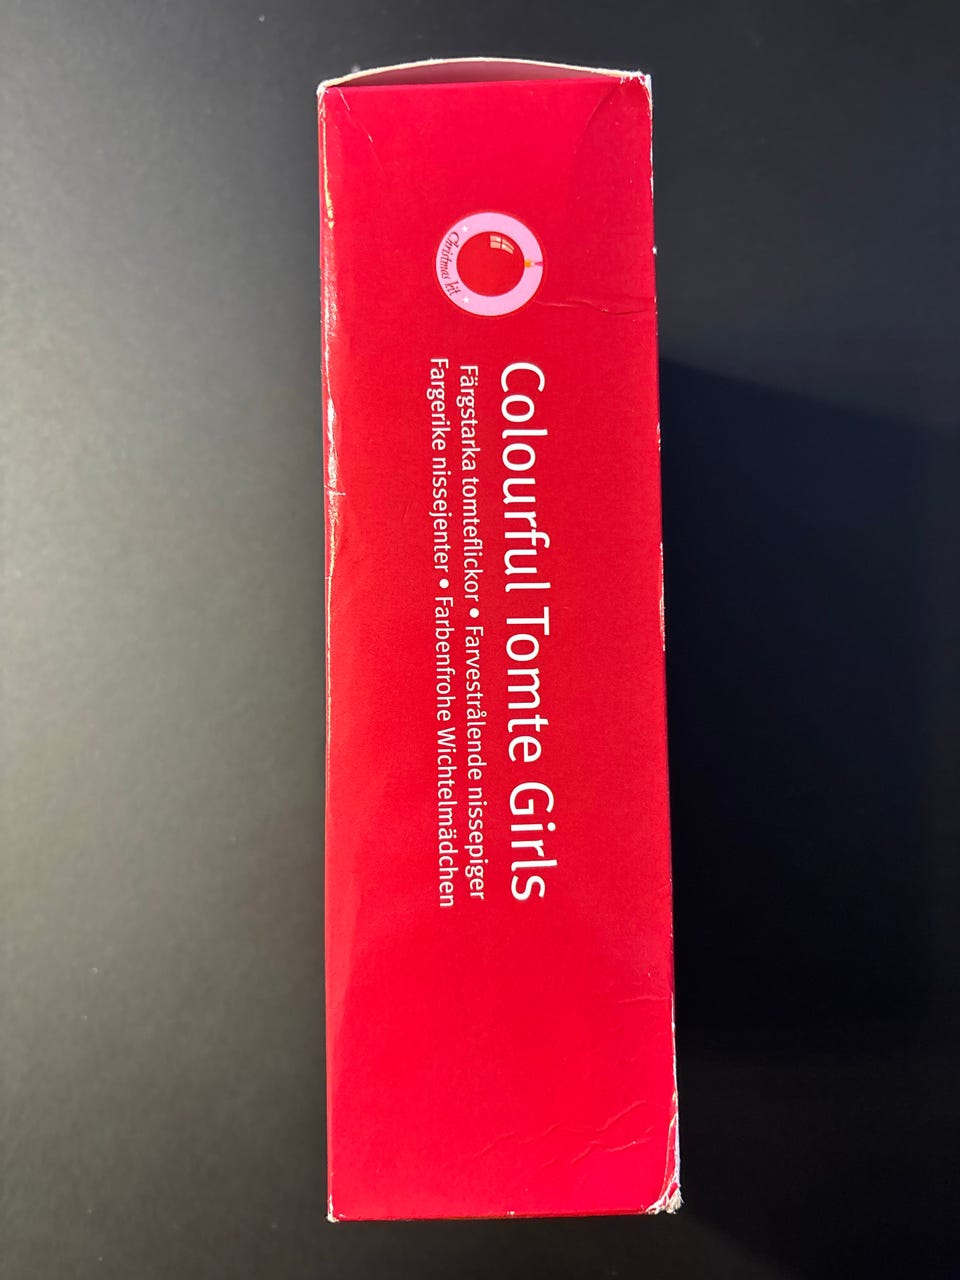 Christmas kit
Colourful Tomte Girls
Färgstarka tomteflickor • Farvestrålende nissepiger
Fargerike nissejenter • Farbenfrohe Wichtelmädchen